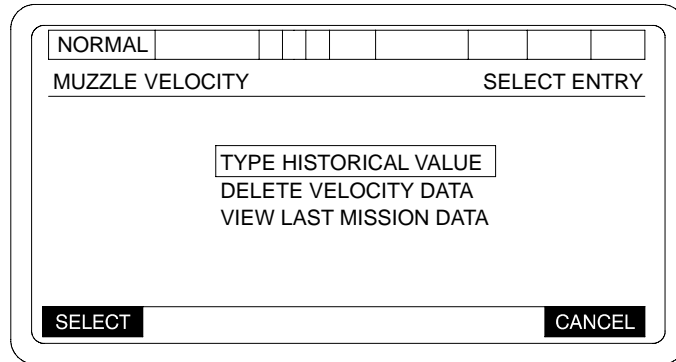 NORMAL
MUZZLE VELOCITY SELECT ENTRY
TYPE HISTORICAL VALUE
DELETE VELOCITY DATA
VIEW LAST MISSION DATA
SELECT CANCEL